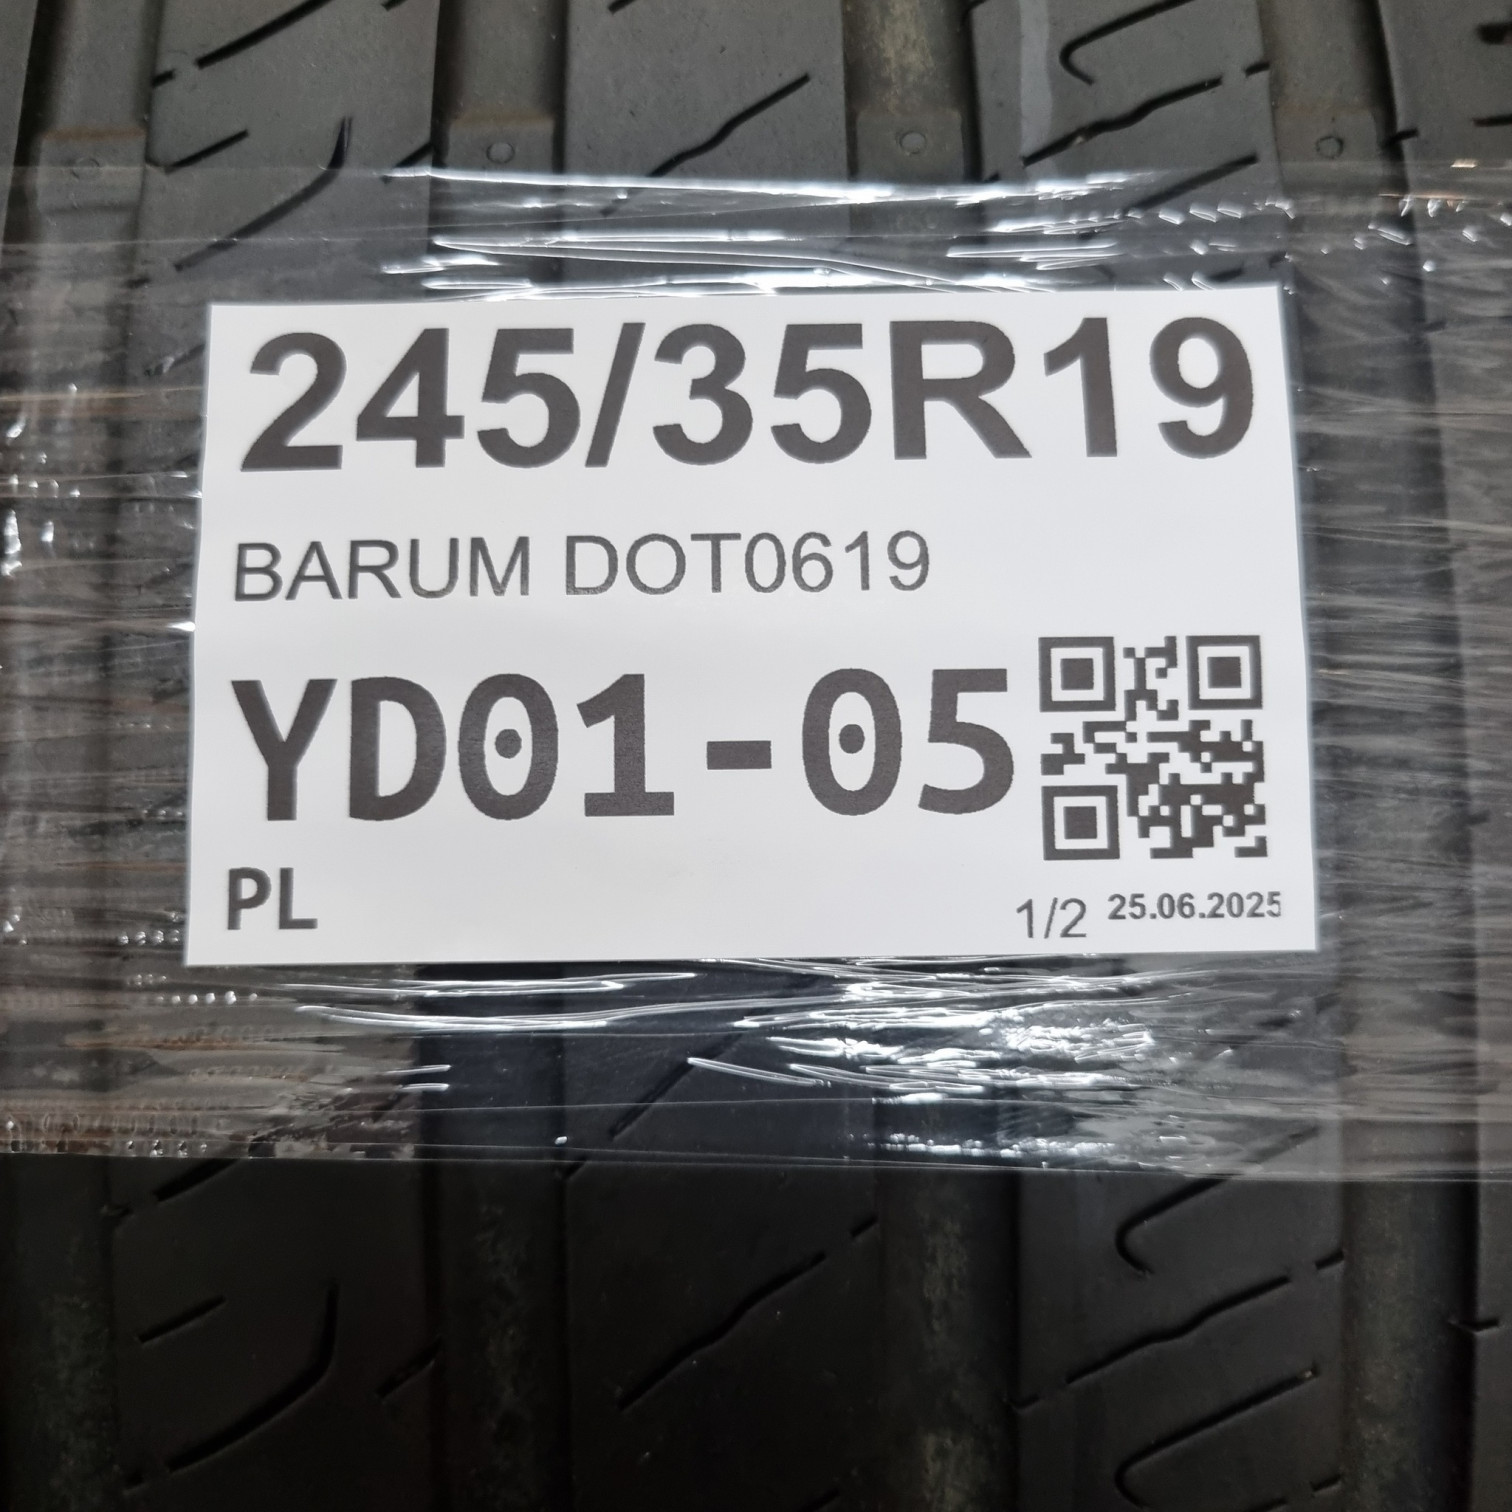 245/35R19
BARUM DOT0619
YD01-05
PL
1/2 25.06.2025